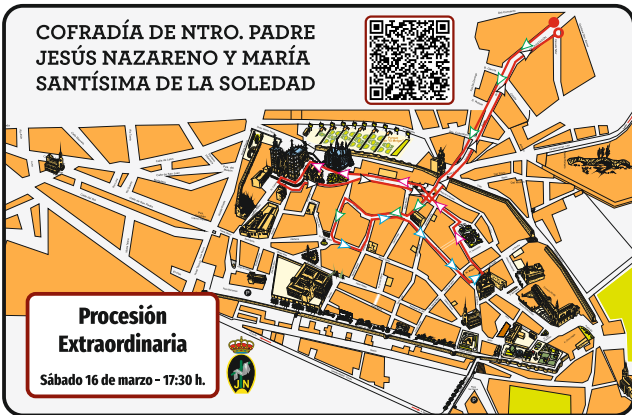 COFRADÍA DE NTRO. PADRE
JESÚS NAZARENO Y MARÍA
SANTÍSIMA DE LA SOLEDAD
Procesión
Extraordinaria
Sábado 16 de marzo - 17:30 h.
JN